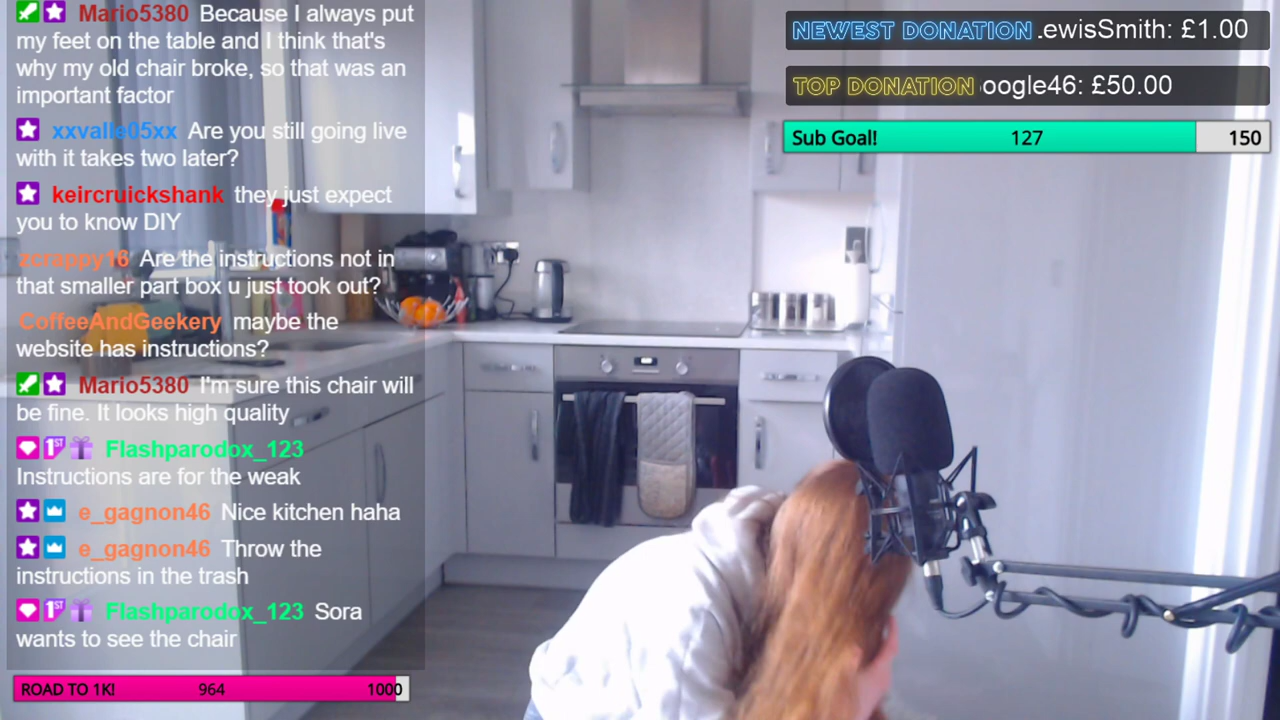 Mario5380 Because I always put
my feet on the table and I think that's
why my old chair broke, so that was an
important factor
xxvalle05xx Are you still going live
with it takes two later?
keircruickshank they just expect
you to know DIY
zcrappy16 Are the instructions not in
that smaller part box u just took out?
CoffeeAndGeekery maybe the
website has instructions?
Mario5380 I'm sure this chair will
be fine. It looks high quality
1ST Flashparodox_123
Instructions are for the weak
e_gagnon46 Nice kitchen haha
e_gagnon46 Throw the
instructions in the trash
1ST Flashparodox_123 Sora
wants to see the chair
ROAD TO 1K! 964 1000
NEWEST DONATION ewisSmith: £1.00
TOP DONATION oogle46: £50.00
Sub Goal! 127 150